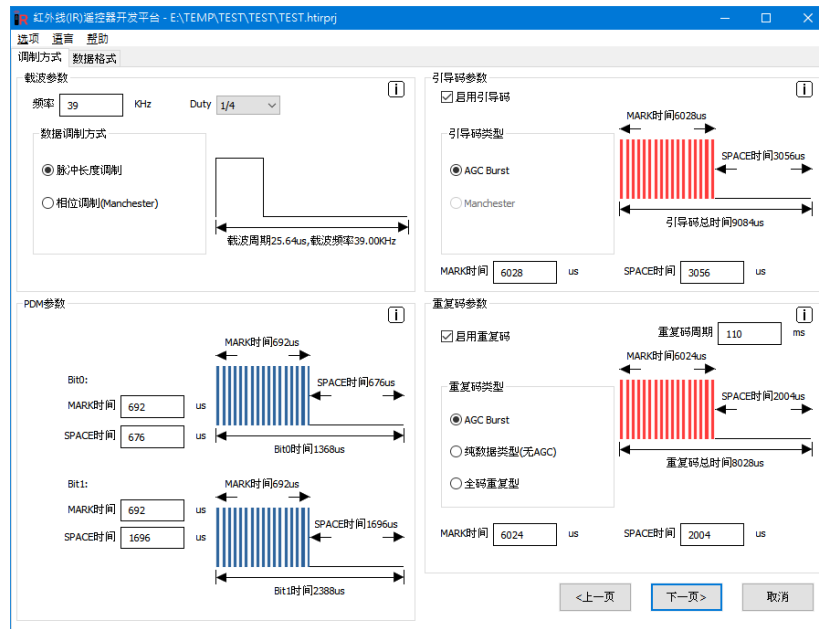 红外线(IR)遥控器开发平台 - E:\TEMP\TEST\TEST\TEST.htirprj
选项 语言 帮助
调制方式 数据格式
载波参数
频率 39 KHz Duty 1/4
数据调制方式
脉冲长度调制
相位调制(Manchester)
载波周期25.64us,载波频率39.00KHz
引导码参数
启用引导码
引导码类型
AGC Burst
Manchester
MARK时间6028us
SPACE时间3056us
引导码总时间9084us
MARK时间 6028 us SPACE时间 3056 us
PDM参数
MARK时间692us
Bit0:
SPACE时间676us
MARK时间 692 us
SPACE时间 676 us
Bit0时间1368us
Bit1:
MARK时间692us
MARK时间 692 us
SPACE时间1696us
SPACE时间 1696 us
Bit1时间2388us
重复码参数
启用重复码
重复码周期 110 ms
MARK时间6024us
重复码类型
SPACE时间2004us
AGC Burst
纯数据类型(无AGC)
全码重复型
重复码总时间8028us
MARK时间 6024 us SPACE时间 2004 us
<上一页 下一页> 取消